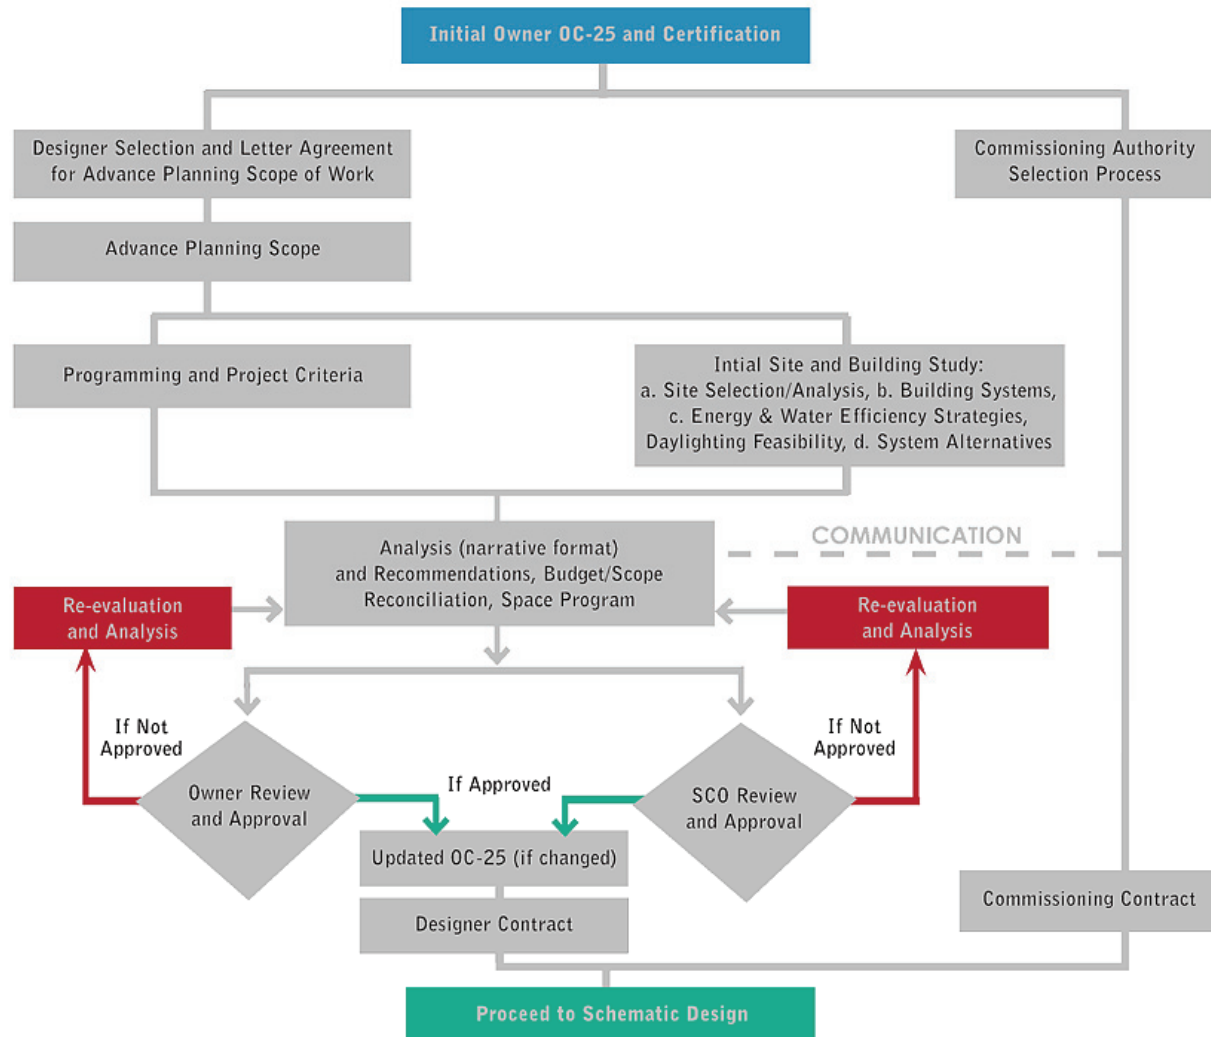 Initial Owner OC-25 and Certification
Designer Selection and Letter Agreement
for Advance Planning Scope of Work
Commissioning Authority
Selection Process
Advance Planning Scope
Programming and Project Criteria
Intial Site and Building Study:
a. Site Selection/Analysis, b. Building Systems,
c. Energy & Water Efficiency Strategies,
Daylighting Feasibility, d. System Alternatives
Analysis (narrative format)
and Recommendations, Budget/Scope
Reconciliation, Space Program
COMMUNICATION
Re-evaluation
and Analysis
Re-evaluation
and Analysis
If Not
Approved
If Not
Approved
Owner Review
and Approval
If Approved
SCO Review
and Approval
Updated OC-25 (if changed)
Designer Contract
Commissioning Contract
Proceed to Schematic Design